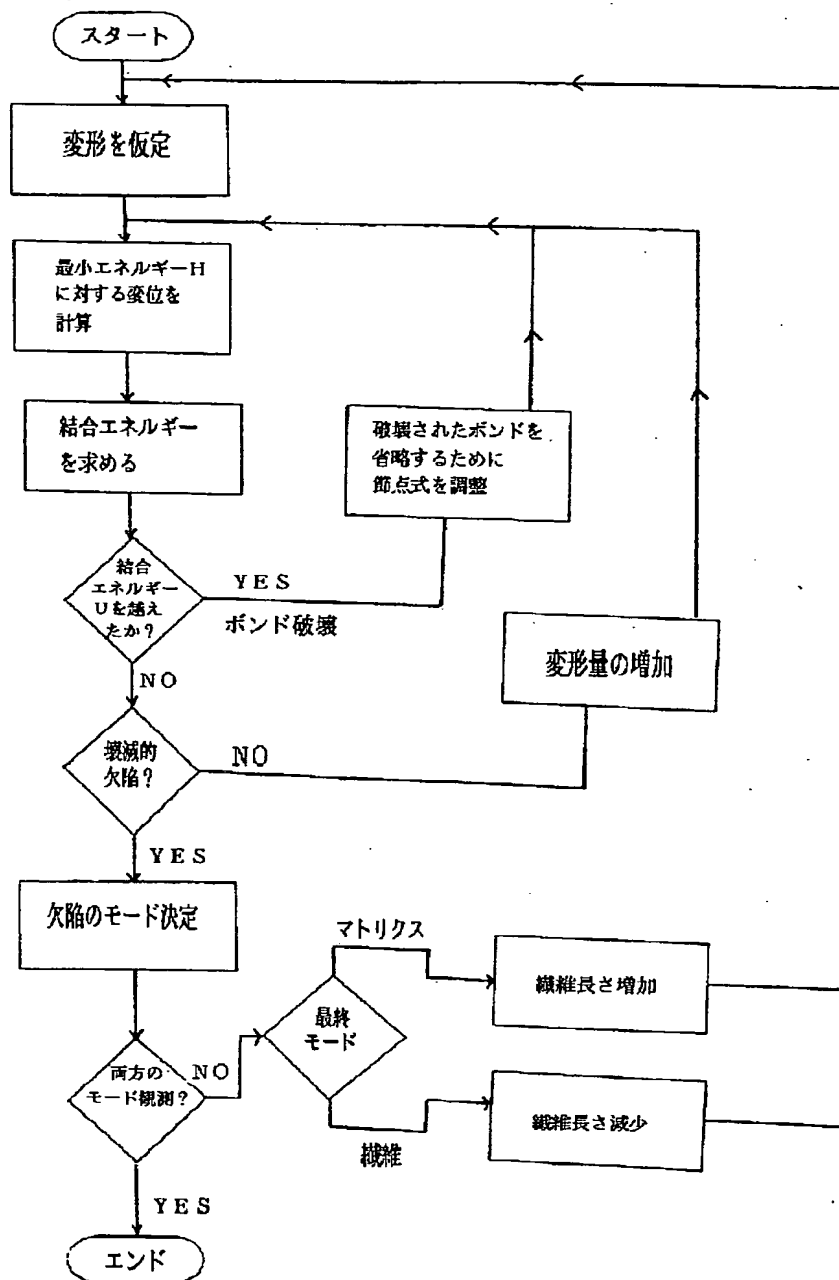 スタート
変形を仮定
最小エネルギーH
に対する変位を
計算
結合エネルギー
を求める
破壊されたボンドを
省略するために
節点式を調整
結合
エネルギー
Uを越え
たか?
YES
ボンド破壊
NO
変形量の増加
壊滅的
欠陥?
NO
YES
欠陥のモード決定
マトリクス
繊維長さ増加
最終
モード
両方の
モード観測?
NO
繊維長さ減少
繊維
YES
エンド